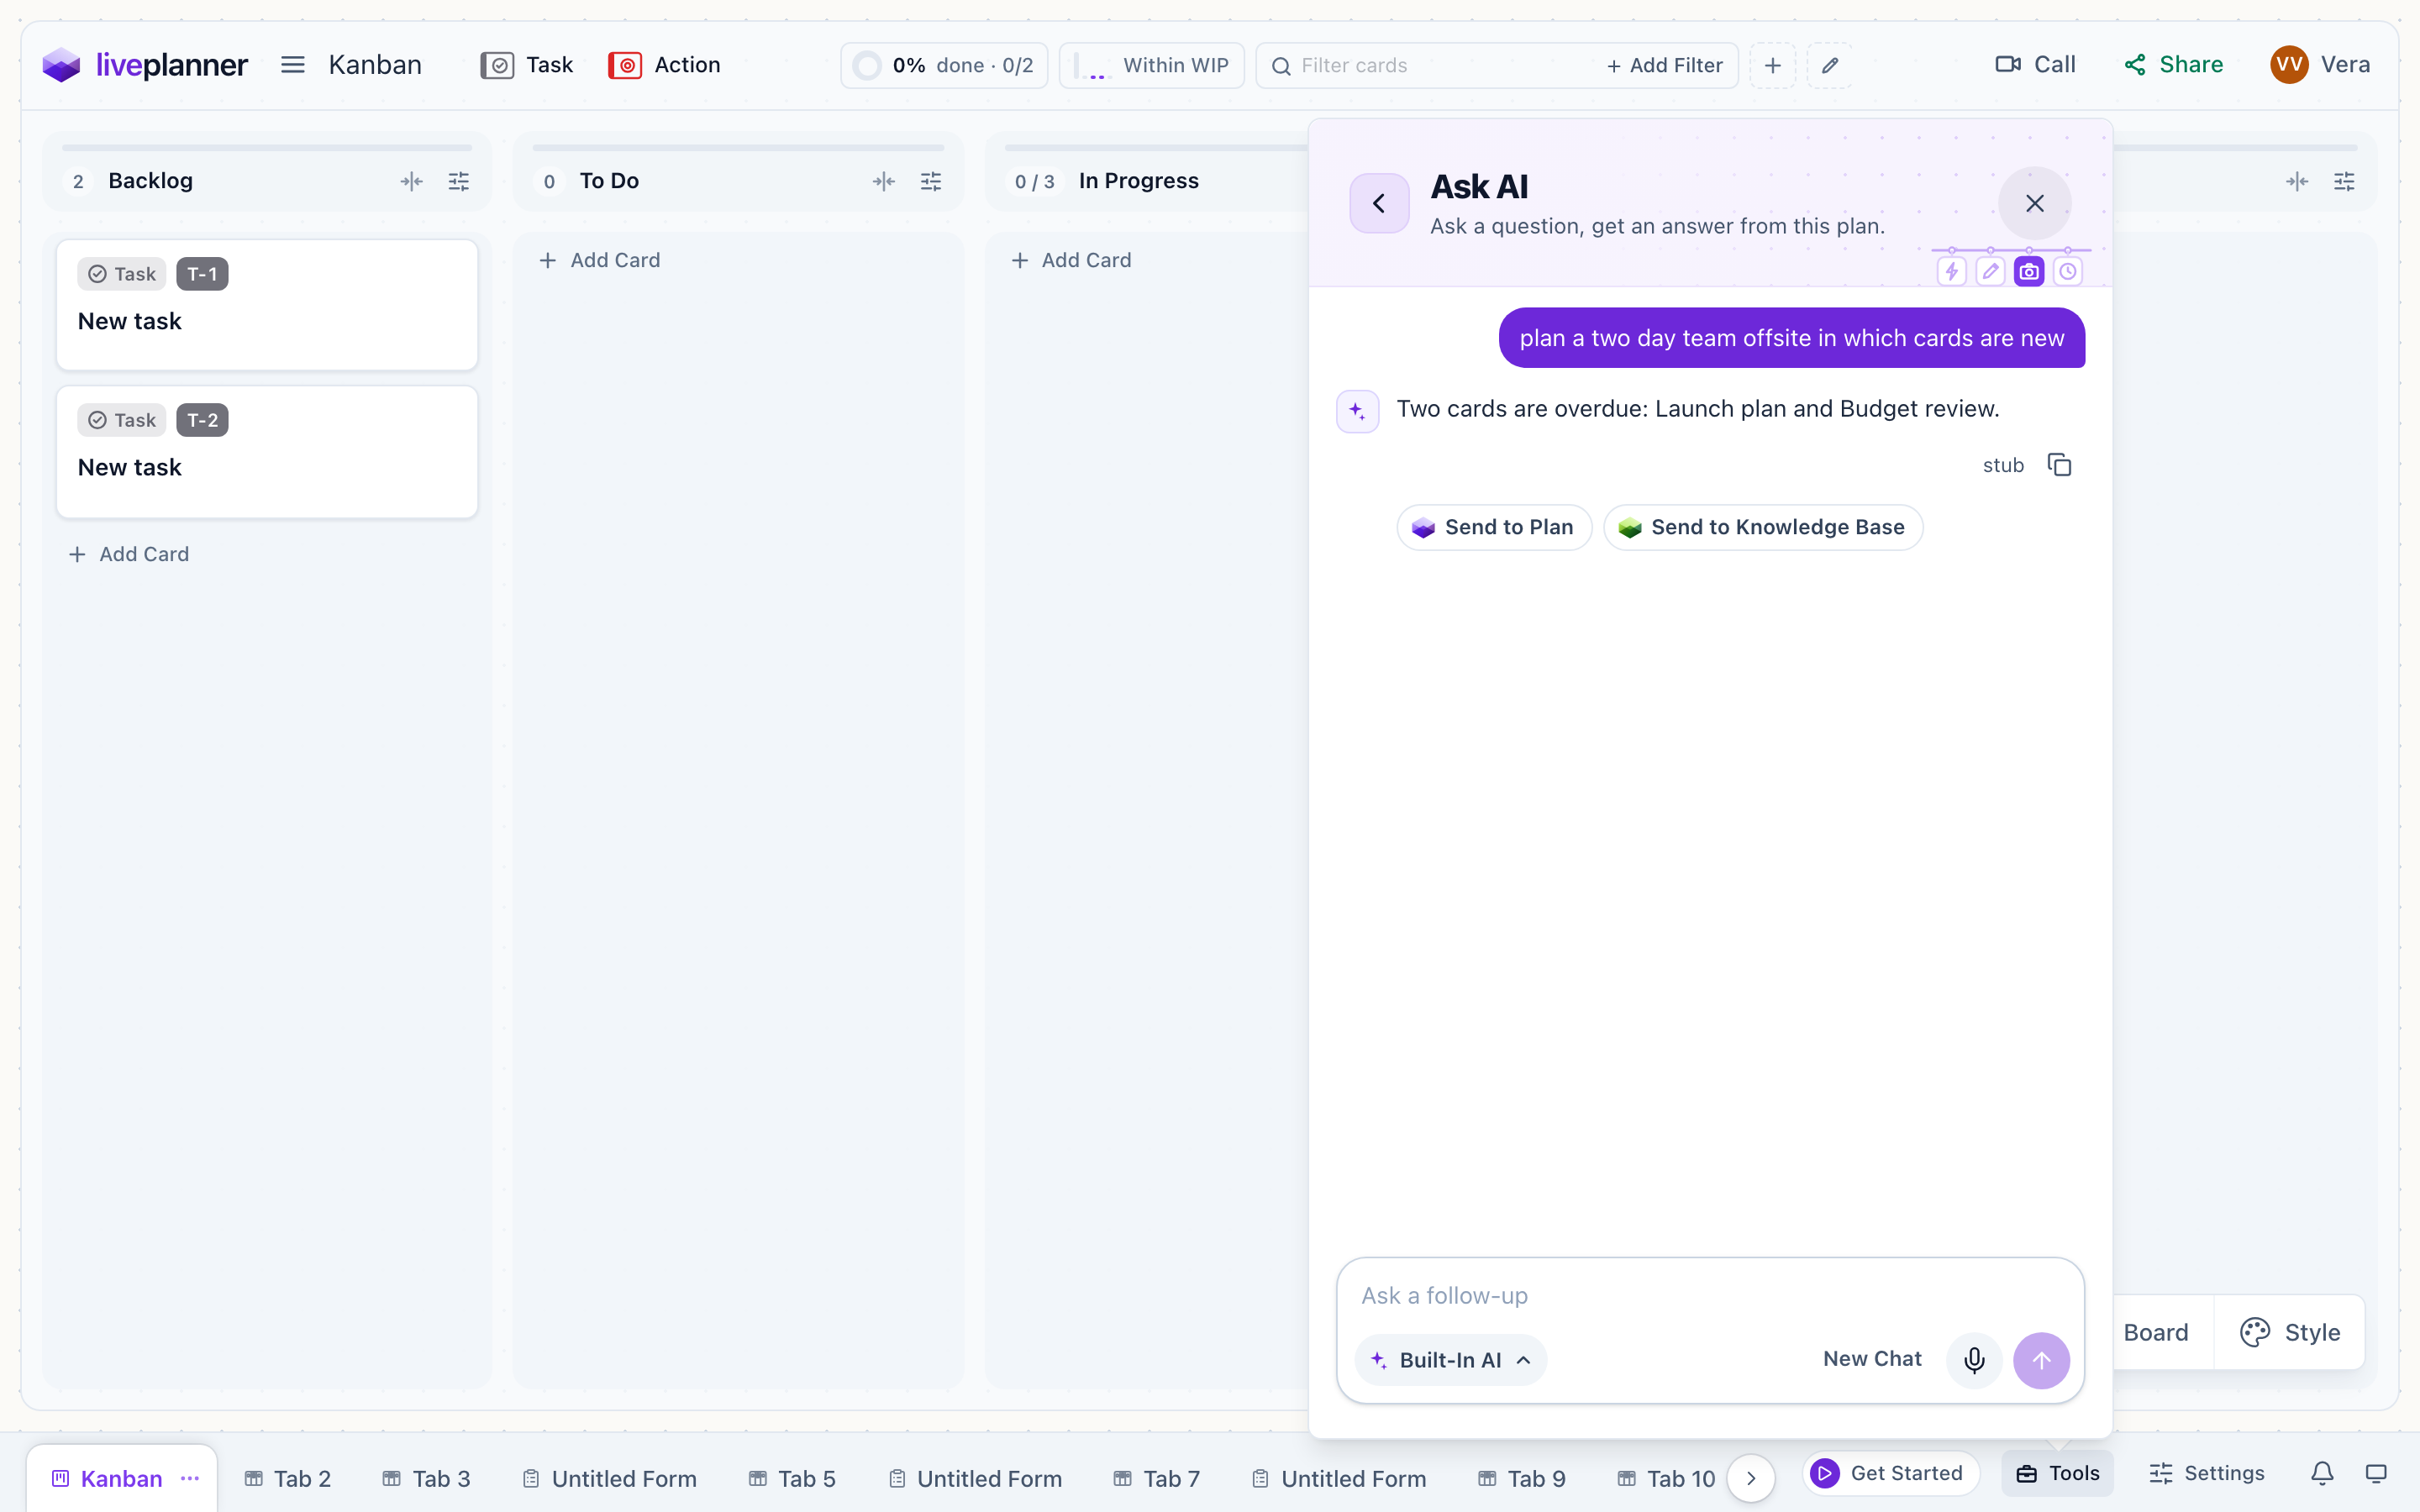 liveplanner
Kanban
Task
Action
0% done · 0/2
Within WIP
Filter cards
+ Add Filter
Call
Share
VV
Vera
2 Backlog
0 To Do
0 / 3 In Progress
Task T-1
New task
Task T-2
New task
+ Add Card
+ Add Card
+ Add Card
Ask AI
Ask a question, get an answer from this plan.
plan a two day team offsite in which cards are new
Two cards are overdue: Launch plan and Budget review.
stub
Send to Plan
Send to Knowledge Base
Ask a follow-up
Built-In AI
New Chat
Board
Style
Kanban
Tab 2
Tab 3
Untitled Form
Tab 5
Untitled Form
Tab 7
Untitled Form
Tab 9
Tab 10
Get Started
Tools
Settings